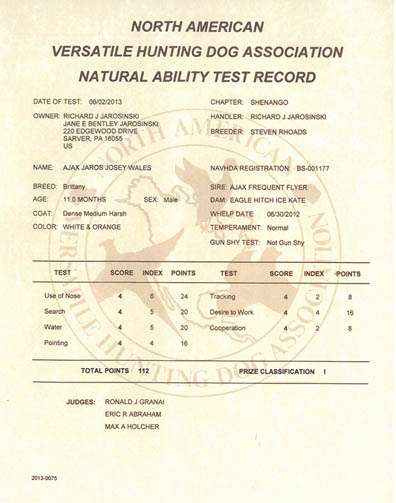 NORTH AMERICAN
VERSATILE HUNTING DOG ASSOCIATION
NATURAL ABILITY TEST RECORD
DATE OF TEST: 06/02/2013 CHAPTER: SHENANGO
OWNER: RICHARD J JAROSINSKI HANDLER: RICHARD J JAROSINSKI
JANE E BENTLEY JAROSINSKI BREEDER: STEVEN RHOADS
220 EDGEWOOD DRIVE
SARVER, PA 16055
US
NAME: AJAX JAROS JOSEY WALES NAVHDA REGISTRATION: BS-001177
BREED: Brittany SIRE: AJAX FREQUENT FLYER
AGE: 11.0 MONTHS SEX: Male DAM: EAGLE HITCH ICE KATE
COAT: Dense Medium Harsh WHELP DATE: 06/30/2012
COLOR: WHITE & ORANGE TEMPERAMENT: Normal
GUN SHY TEST: Not Gun Shy
TEST SCORE INDEX POINTS TEST SCORE INDEX POINTS
Use of Nose 4 6 24 Tracking 4 2 8
Search 4 5 20 Desire to Work 4 4 16
Water 4 5 20 Cooperation 4 2 8
Pointing 4 4 16
TOTAL POINTS 112 PRIZE CLASSIFICATION I
JUDGES: RONALD J GRANAI
ERIC R ABRAHAM
MAX A HOLCHER
2013-0075
NORTH AMERICAN
VERSATILE HUNTING DOG ASSOCIATION